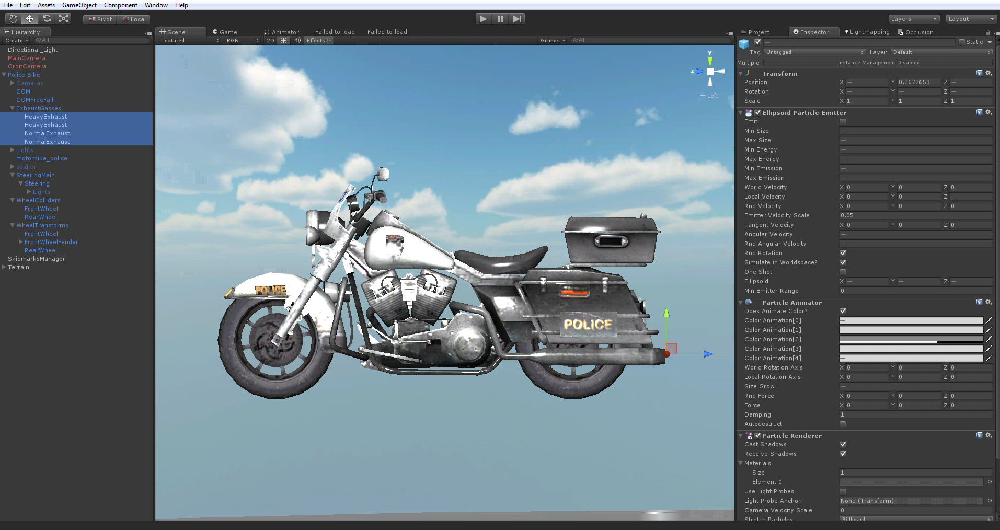 File Edit Assets GameObject Component Window Help
Pivot Local Layers Layout
Hierarchy
Create All
Directional_Light
MainCamera
OrbitCamera
Police Bike
Cameras
COM
COMFreeFall
ExhaustGasses
HeavyExhaust
HeavyExhaust
NormalExhaust
NormalExhaust
Lights
motorbike_police
soldier
SteeringMain
Steering
Lights
WheelColliders
FrontWheel
RearWheel
WheelTransforms
FrontWheel
FrontWheelFender
RearWheel
SkidmarksManager
Terrain
Scene Game Animator Failed to load Failed to load
Textured RGB 2D Effects Gizmos All
y
z
Left
POLICE
POLICE
Project Inspector Lightmapping Occlusion
— Static
Tag Untagged Layer Default
Multiple Instance Management Disabled
Transform
Position X — Y 0.2672653 Z —
Rotation X — Y — Z —
Scale X 1 Y 1 Z 1
Ellipsoid Particle Emitter
Emit
Min Size —
Max Size —
Min Energy —
Max Energy —
Min Emission —
Max Emission —
World Velocity X 0 Y 0 Z 0
Local Velocity X 0 Y 0 Z —
Rnd Velocity X 0 Y 0 Z 0
Emitter Velocity Scale 0.05
Tangent Velocity X 0 Y 0 Z 0
Angular Velocity —
Rnd Angular Velocity —
Rnd Rotation
Simulate in Worldspace?
One Shot
Ellipsoid X — Y — Z —
Min Emitter Range 0
Particle Animator
Does Animate Color?
Color Animation[0] —
Color Animation[1] —
Color Animation[2]
Color Animation[3] —
Color Animation[4] —
World Rotation Axis X 0 Y 0 Z 0
Local Rotation Axis X 0 Y 0 Z 0
Size Grow —
Rnd Force X 0 Y 0 Z 0
Force X 0 Y 0 Z 0
Damping 1
Autodestruct
Particle Renderer
Cast Shadows
Receive Shadows
Materials
Size 1
Element 0 —
Use Light Probes
Light Probe Anchor None (Transform)
Camera Velocity Scale 0
Stretch Particles Billboard